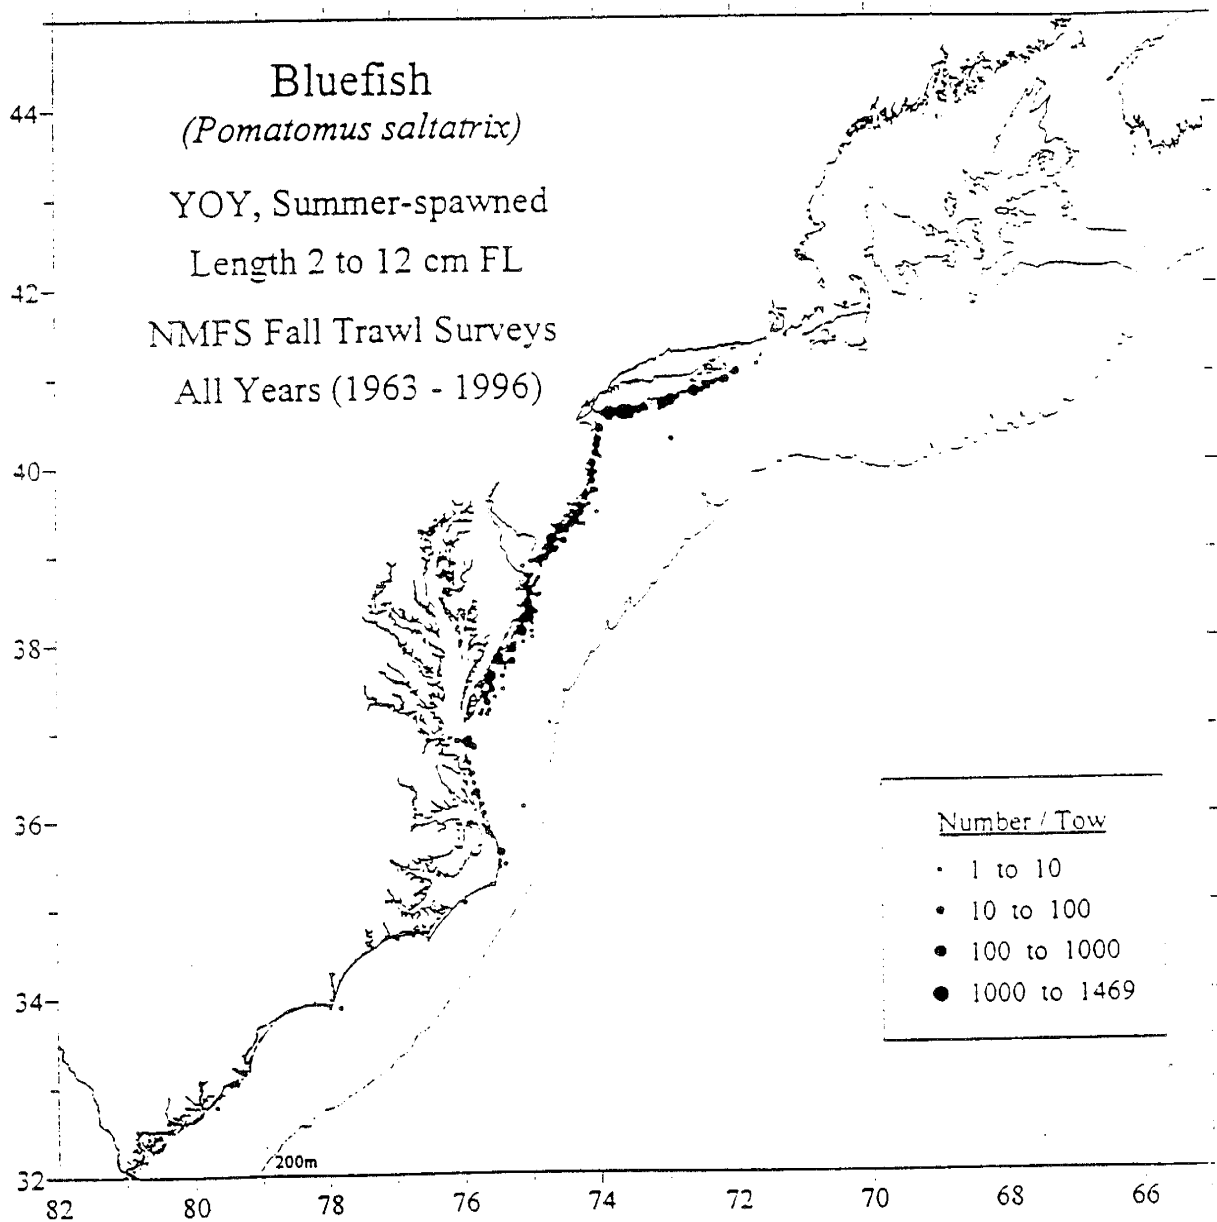 Bluefish
(Pomatomus saltatrix)
YOY, Summer-spawned
Length 2 to 12 cm FL
NMFS Fall Trawl Surveys
All Years (1963 - 1996)
44
42
40
38
36
34
32
Number / Tow
1 to 10
10 to 100
100 to 1000
1000 to 1469
200m
82 80 78 76 74 72 70 68 66